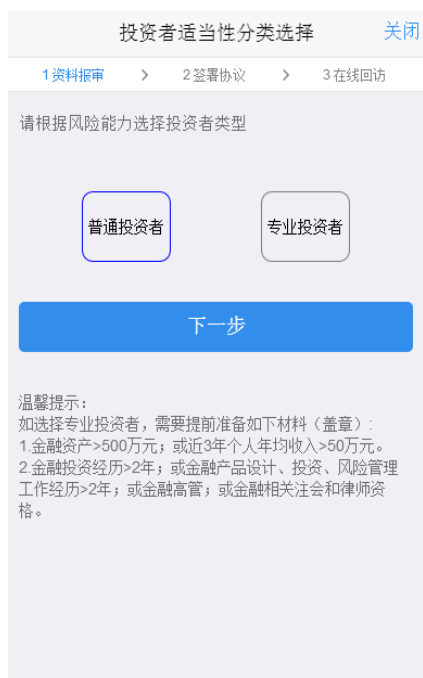 投资者适当性分类选择 关闭
1资料报审 > 2签署协议 > 3在线回访
请根据风险能力选择投资者类型
普通投资者 专业投资者
下一步
温馨提示：
如选择专业投资者，需要提前准备如下材料（盖章）:
1.金融资产>500万元；或近3年个人年均收入>50万元。
2.金融投资经历>2年；或金融产品设计、投资、风险管理
工作经历>2年；或金融高管；或金融相关注会和律师资
格。